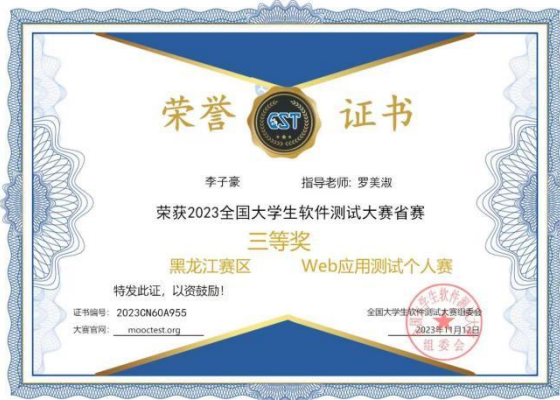 荣誉 证书
CST
李子豪 指导老师: 罗美淑
荣获2023全国大学生软件测试大赛省赛
三等奖
黑龙江赛区 Web应用测试个人赛
特发此证，以资鼓励！
证书编号: 2023CN60A955
大赛官网: mooctest.org
全国大学生软件测试大赛组委会
2023年11月12日
组委会